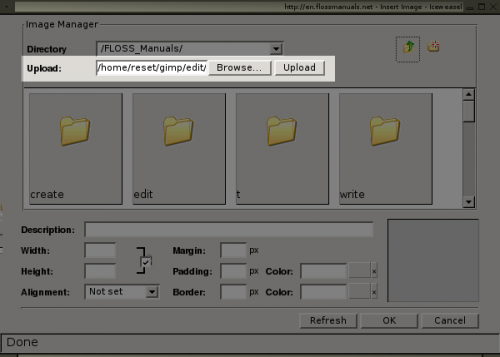 http://en.flossmanuals.net - Insert Image - Iceweasel
Image Manager
Directory /FLOSS_Manuals/
Upload: /home/reset/gimp/edit/ Browse... Upload
create edit t write
Description:
Width: Margin: px
Height: Padding: px Color: x
Alignment: Not set Border: px Color: x
Refresh OK Cancel
Done